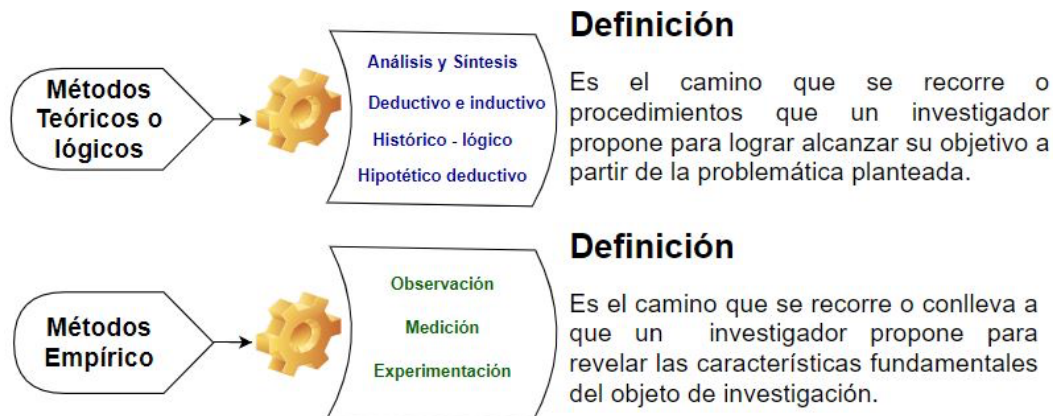 Métodos
Teóricos o
lógicos
Análisis y Síntesis
Deductivo e inductivo
Histórico - lógico
Hipotético deductivo
Definición
Es el camino que se recorre o
procedimientos que un investigador
propone para lograr alcanzar su objetivo a
partir de la problemática planteada.
Métodos
Empírico
Observación
Medición
Experimentación
Definición
Es el camino que se recorre o conlleva a
que un investigador propone para
revelar las características fundamentales
del objeto de investigación.